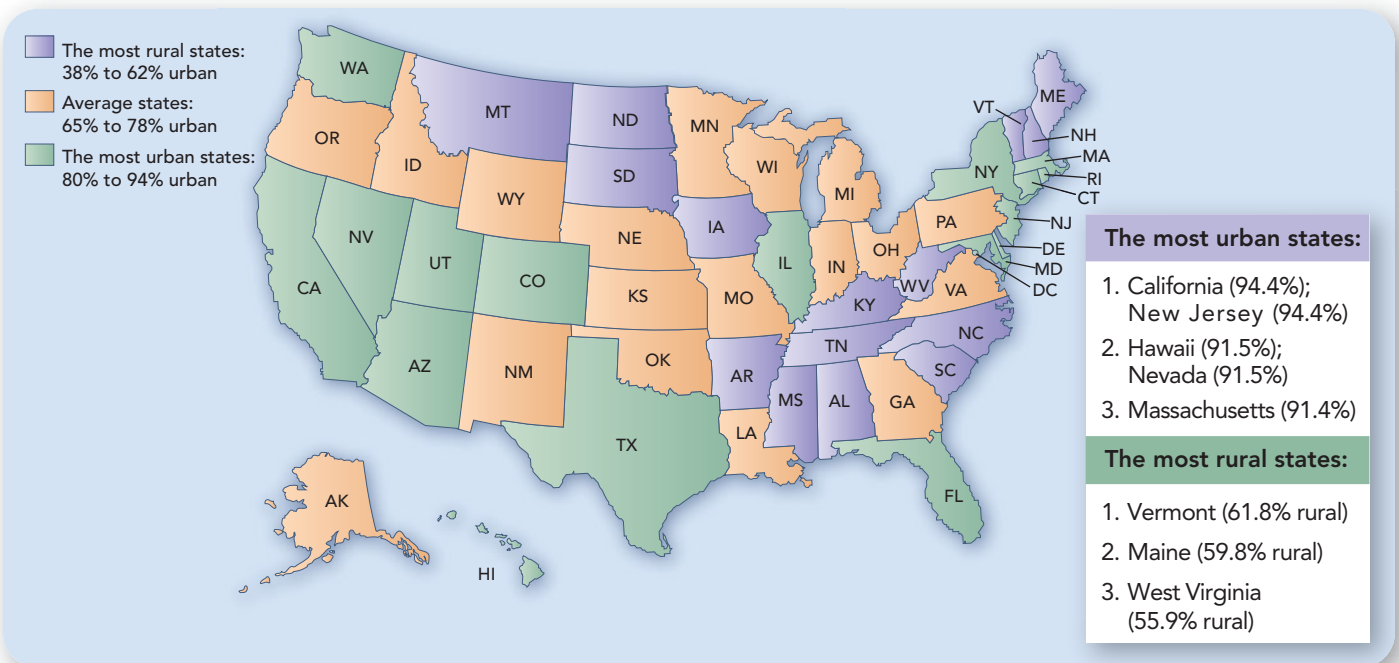 The most rural states:
38% to 62% urban
Average states:
65% to 78% urban
The most urban states:
80% to 94% urban
WA
OR
CA
NV
ID
MT
WY
UT
AZ
CO
NM
ND
SD
NE
KS
OK
TX
MN
IA
MO
AR
LA
WI
IL
MI
IN
OH
KY
TN
MS
AL
GA
FL
SC
NC
VA
WV
PA
NY
VT
ME
NH
MA
RI
CT
NJ
DE
MD
DC
AK
HI
The most urban states:
1. California (94.4%);
New Jersey (94.4%)
2. Hawaii (91.5%);
Nevada (91.5%)
3. Massachusetts (91.4%)
The most rural states:
1. Vermont (61.8% rural)
2. Maine (59.8% rural)
3. West Virginia
(55.9% rural)